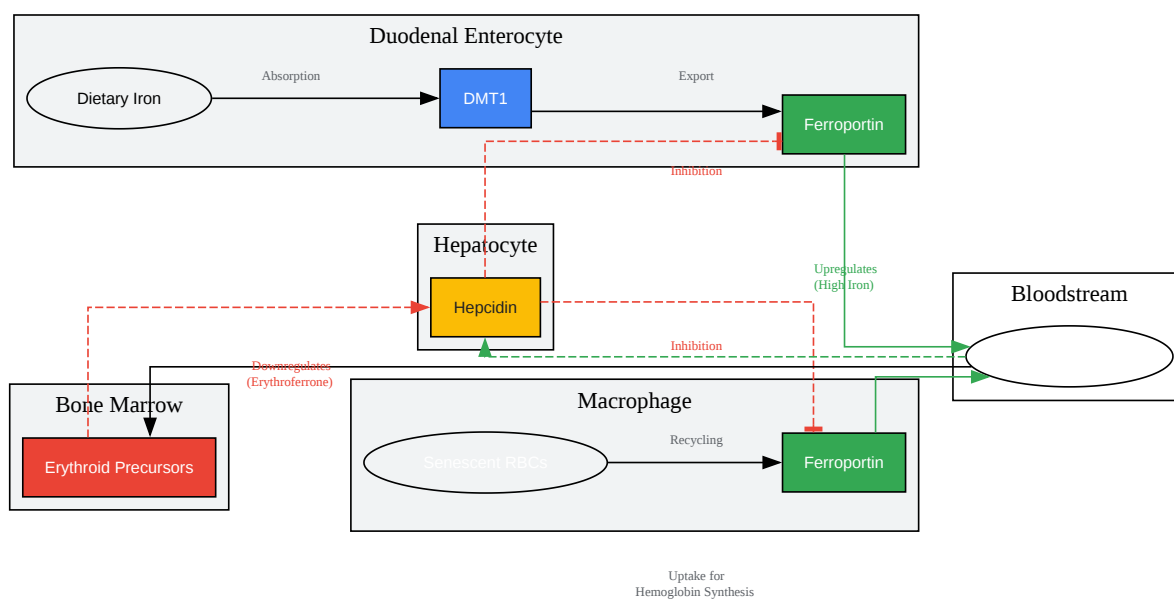 Duodenal Enterocyte
Absorption
Export
Dietary Iron
DMT1
Ferroportin
Inhibition
Hepatocyte
Hepcidin
Upregulates
(High Iron)
Bloodstream
Inhibition
Downregulates
(Erythroferrone)
Bone Marrow
Erythroid Precursors
Macrophage
Recycling
Senescent RBCs
Ferroportin
Uptake for
Hemoglobin Synthesis